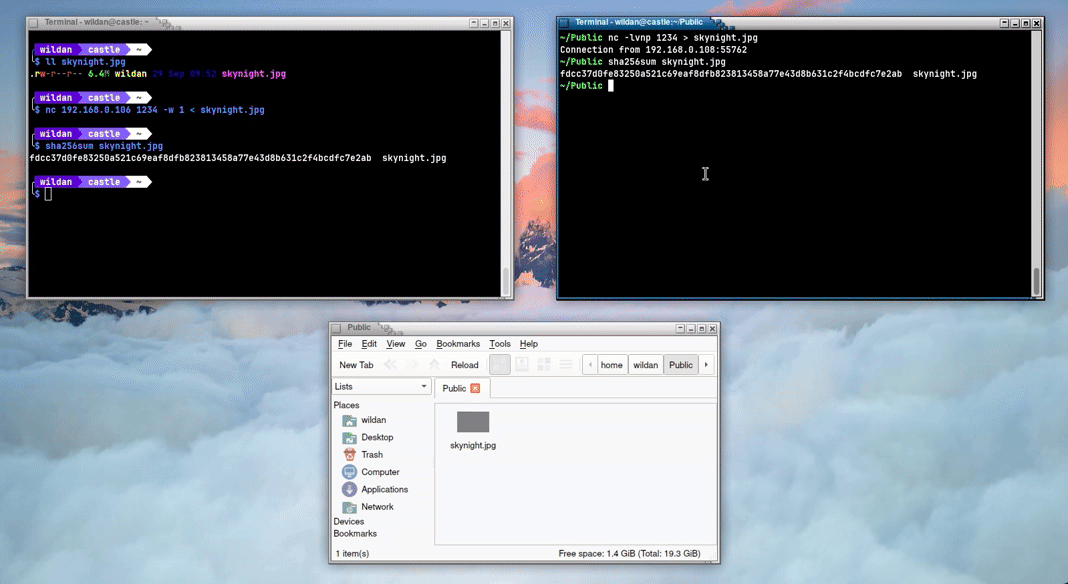 Terminal - wildan@castle: ~
wildan castle ~
$ ll skynight.jpg
.rw-r--r-- 6.4M wildan 29 Sep 09:52 skynight.jpg
wildan castle ~
$ nc 192.168.0.106 1234 -w 1 < skynight.jpg
wildan castle ~
$ sha256sum skynight.jpg
fdcc37d0fe83250a521c69eaf8dfb823813458a77e43d8b631c2f4bcdfc7e2ab skynight.jpg
wildan castle ~
$
Terminal - wildan@castle:~/Public
~/Public nc -lvnp 1234 > skynight.jpg
Connection from 192.168.0.108:55762
~/Public sha256sum skynight.jpg
fdcc37d0fe83250a521c69eaf8dfb823813458a77e43d8b631c2f4bcdfc7e2ab skynight.jpg
~/Public
Public
File Edit View Go Bookmarks Tools Help
New Tab Reload home wildan Public
Lists
Public
Places
wildan
Desktop
Trash
Computer
Applications
Network
Devices
Bookmarks
skynight.jpg
1 item(s) Free space: 1.4 GiB (Total: 19.3 GiB)